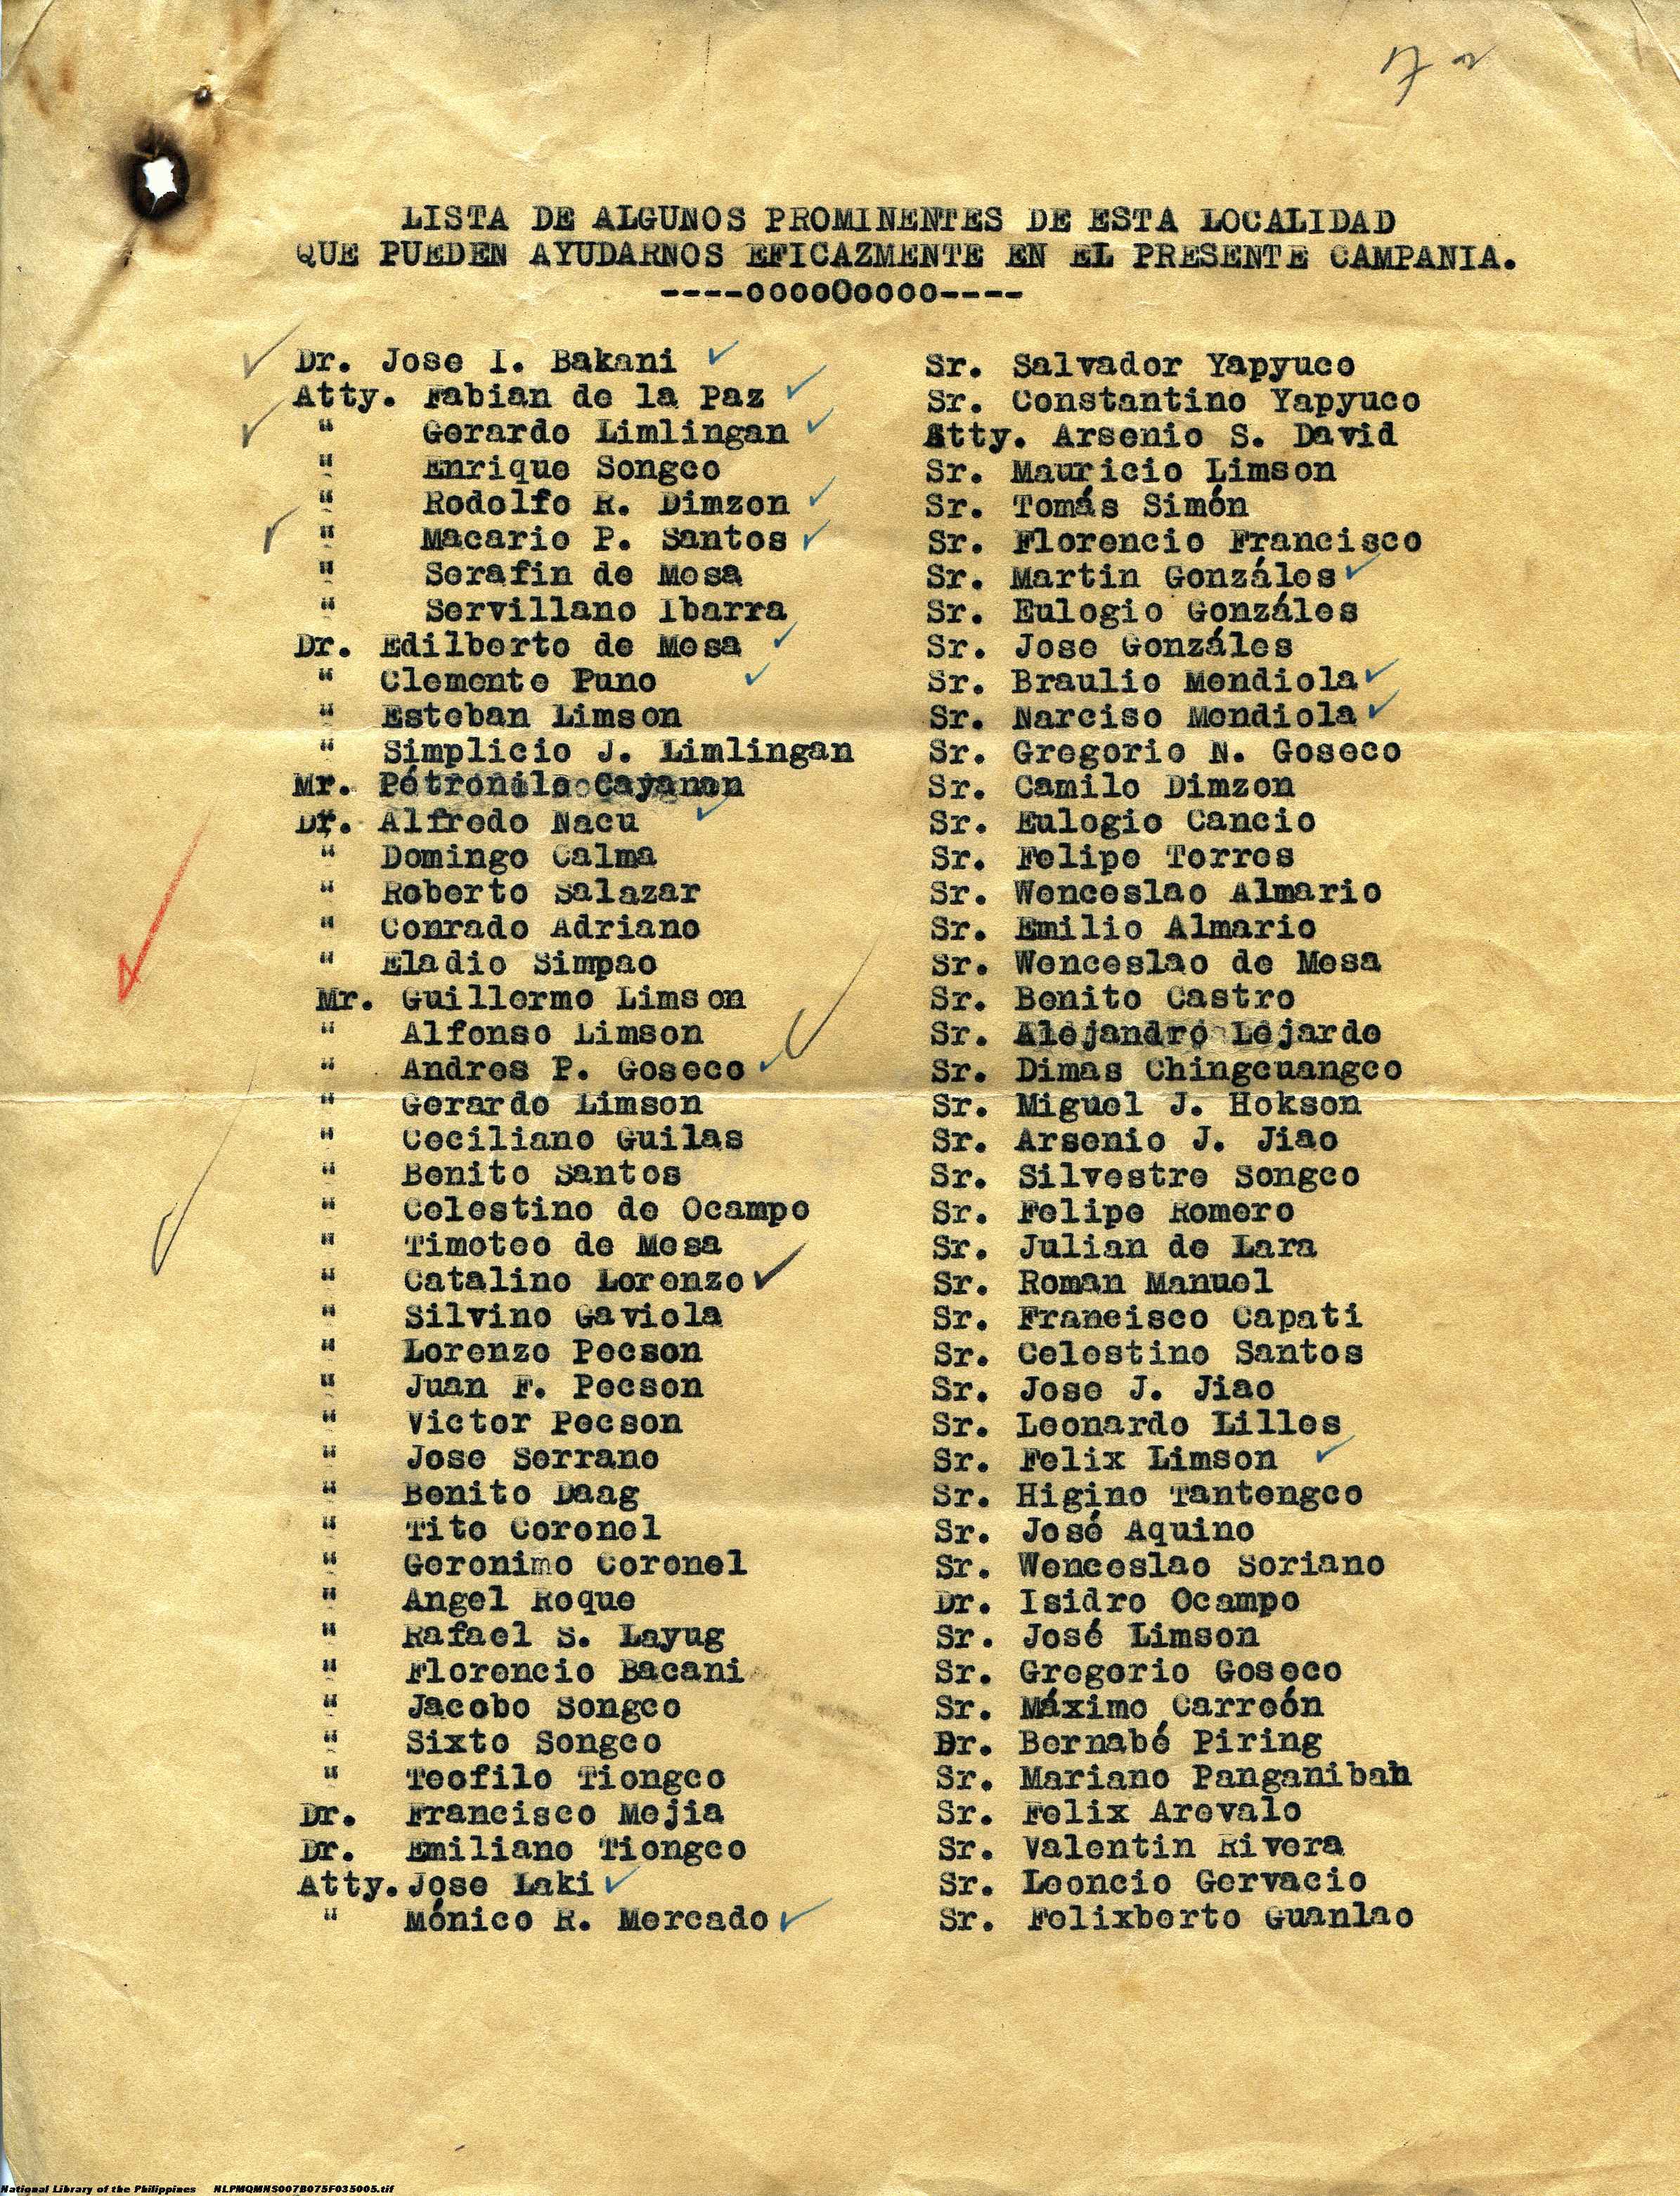 LISTA DE ALGUNOS PROMINENTES DE ESTA LOCALIDAD
QUE PUEDEN AYUDARNOS EFICAZMENTE EN EL PRESENTE CAMPANIA.
----ooooOoooo----
Dr. Jose I. Bakani ✓
Atty. Fabian de la Paz ✓
" Gerardo Limlingan ✓
" Enrique Songco
" Rodolfo R. Dimzon ✓
" Macario P. Santos ✓
" Serafin de Mesa
" Servillano Ibarra
Dr. Edilberto de Mesa ✓
" Clemente Puno ✓
" Esteban Limson
" Simplicio J. Limlingan
Mr. Petronilo Cayanan
Dr. Alfredo Nacu ✓
" Domingo Calma
" Roberto Salazar
" Conrado Adriano
" Eladio Simpao
Mr. Guillermo Limson
" Alfonso Limson
" Andres P. Goseco ✓
" Gerardo Limson
" Ceciliano Guilas
" Benito Santos
" Celestino de Ocampo
" Timoteo de Mesa
" Catalino Lorenzo ✓
" Silvino Gaviola
" Lorenzo Pecson
" Juan F. Pecson
" Victor Pecson
" Jose Serrano
" Benito Daag
" Tito Coronel
" Geronimo Coronel
" Angel Roque
" Rafael S. Layug
" Florencio Bacani
" Jacobo Songco
" Sixto Songco
" Teofilo Tiongco
Dr. Francisco Mejia
Dr. Emiliano Tiongco
Atty. Jose Laki ✓
" Mónico R. Mercado ✓
Sr. Salvador Yapyuco
Sr. Constantino Yapyuco
Atty. Arsenio S. David
Sr. Mauricio Limson
Sr. Tomás Simón
Sr. Florencio Francisco
Sr. Martin Gonzáles ✓
Sr. Eulogio Gonzáles
Sr. Jose Gonzáles
Sr. Braulio Mendiola ✓
Sr. Narciso Mendiola ✓
Sr. Gregorio N. Goseco
Sr. Camilo Dimzon
Sr. Eulogio Cancio
Sr. Felipe Torres
Sr. Wenceslao Almario
Sr. Emilio Almario
Sr. Wenceslao de Mesa
Sr. Benito Castro
Sr. Alejandro Lejarde
Sr. Dimas Chingcuangco
Sr. Miguel J. Hokson
Sr. Arsenio J. Jiao
Sr. Silvestre Songco
Sr. Felipe Romero
Sr. Julian de Lara
Sr. Roman Manuel
Sr. Francisco Capati
Sr. Celestino Santos
Sr. Jose J. Jiao
Sr. Leonardo Lilles
Sr. Felix Limson ✓
Sr. Higino Tantengco
Sr. José Aquino
Sr. Wenceslao Soriano
Dr. Isidro Ocampo
Sr. José Limson
Sr. Gregorio Goseco
Sr. Máximo Carreón
Dr. Bernabé Piring
Sr. Mariano Panganiban
Sr. Felix Arevalo
Sr. Valentin Rivera
Sr. Leoncio Gervacio
Sr. Felixberto Guanlao
National Library of the Philippines NLPMQMNS007B075F035005.tif